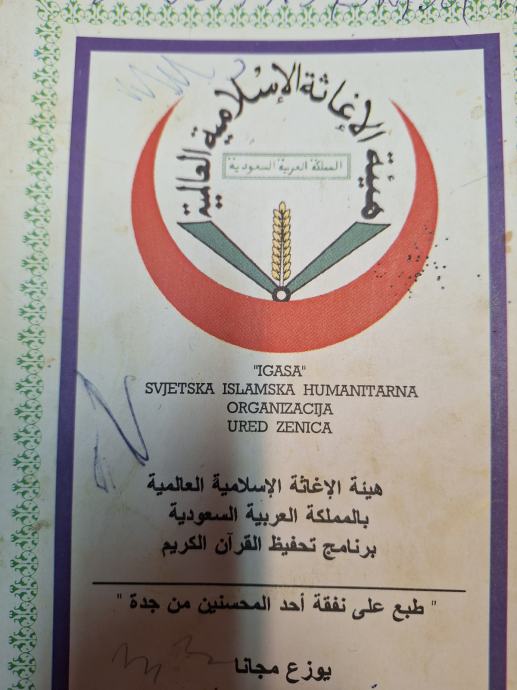 هيئة الإغاثة الإسلامية العالمية
المملكة العربية السعودية
"IGASA"
SVJETSKA ISLAMSKA HUMANITARNA
ORGANIZACIJA
URED ZENICA
هيئة الإغاثة الإسلامية العالمية
بالمملكة العربية السعودية
برنامج تحفيظ القرآن الكريم
" طبع على نفقة أحد المحسنين من جدة "
يوزع مجانا